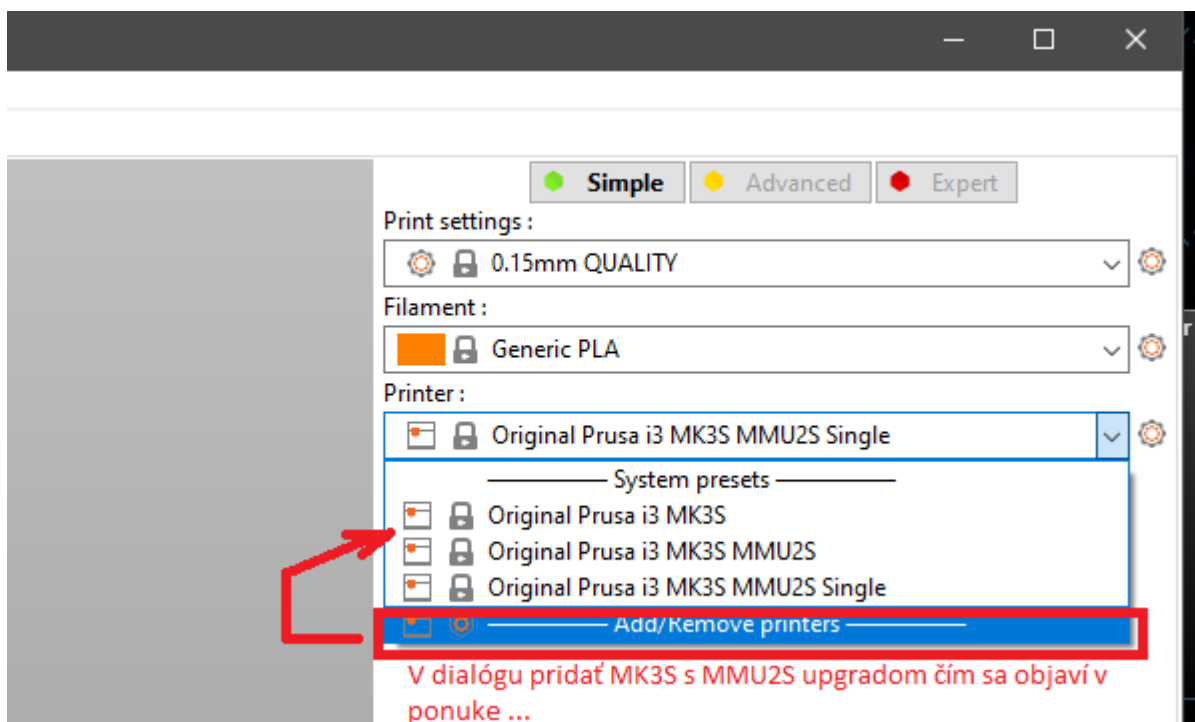 Simple Advanced Expert
Print settings :
0.15mm QUALITY
Filament :
Generic PLA
Printer :
Original Prusa i3 MK3S MMU2S Single
System presets
Original Prusa i3 MK3S
Original Prusa i3 MK3S MMU2S
Original Prusa i3 MK3S MMU2S Single
Add/Remove printers
V dialógu pridať MK3S s MMU2S upgradom čím sa objaví v
ponuke ...